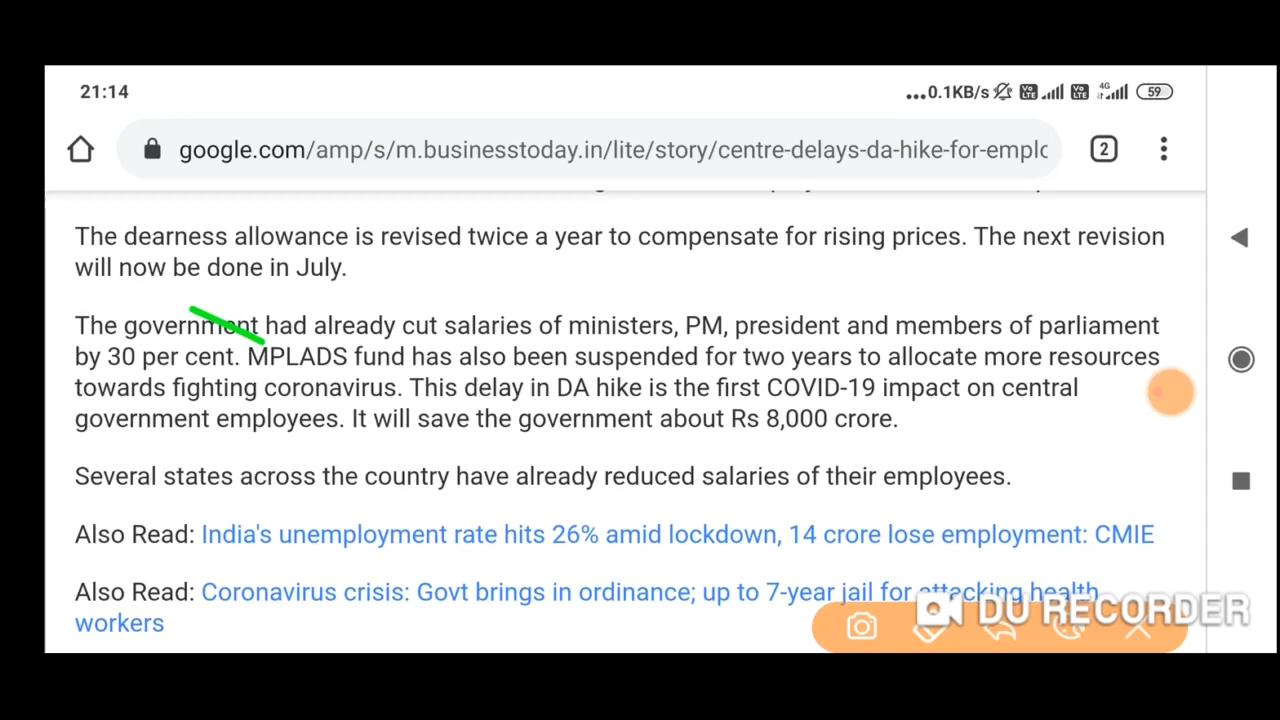 21:14
...0.1KB/s Vo LTE Vo LTE 4G 59
google.com/amp/s/m.businesstoday.in/lite/story/centre-delays-da-hike-for-emplo
2
The dearness allowance is revised twice a year to compensate for rising prices. The next revision
will now be done in July.
The government had already cut salaries of ministers, PM, president and members of parliament
by 30 per cent. MPLADS fund has also been suspended for two years to allocate more resources
towards fighting coronavirus. This delay in DA hike is the first COVID-19 impact on central
government employees. It will save the government about Rs 8,000 crore.
Several states across the country have already reduced salaries of their employees.
Also Read: India's unemployment rate hits 26% amid lockdown, 14 crore lose employment: CMIE
Also Read: Coronavirus crisis: Govt brings in ordinance; up to 7-year jail for attacking health
workers
DU RECORDER